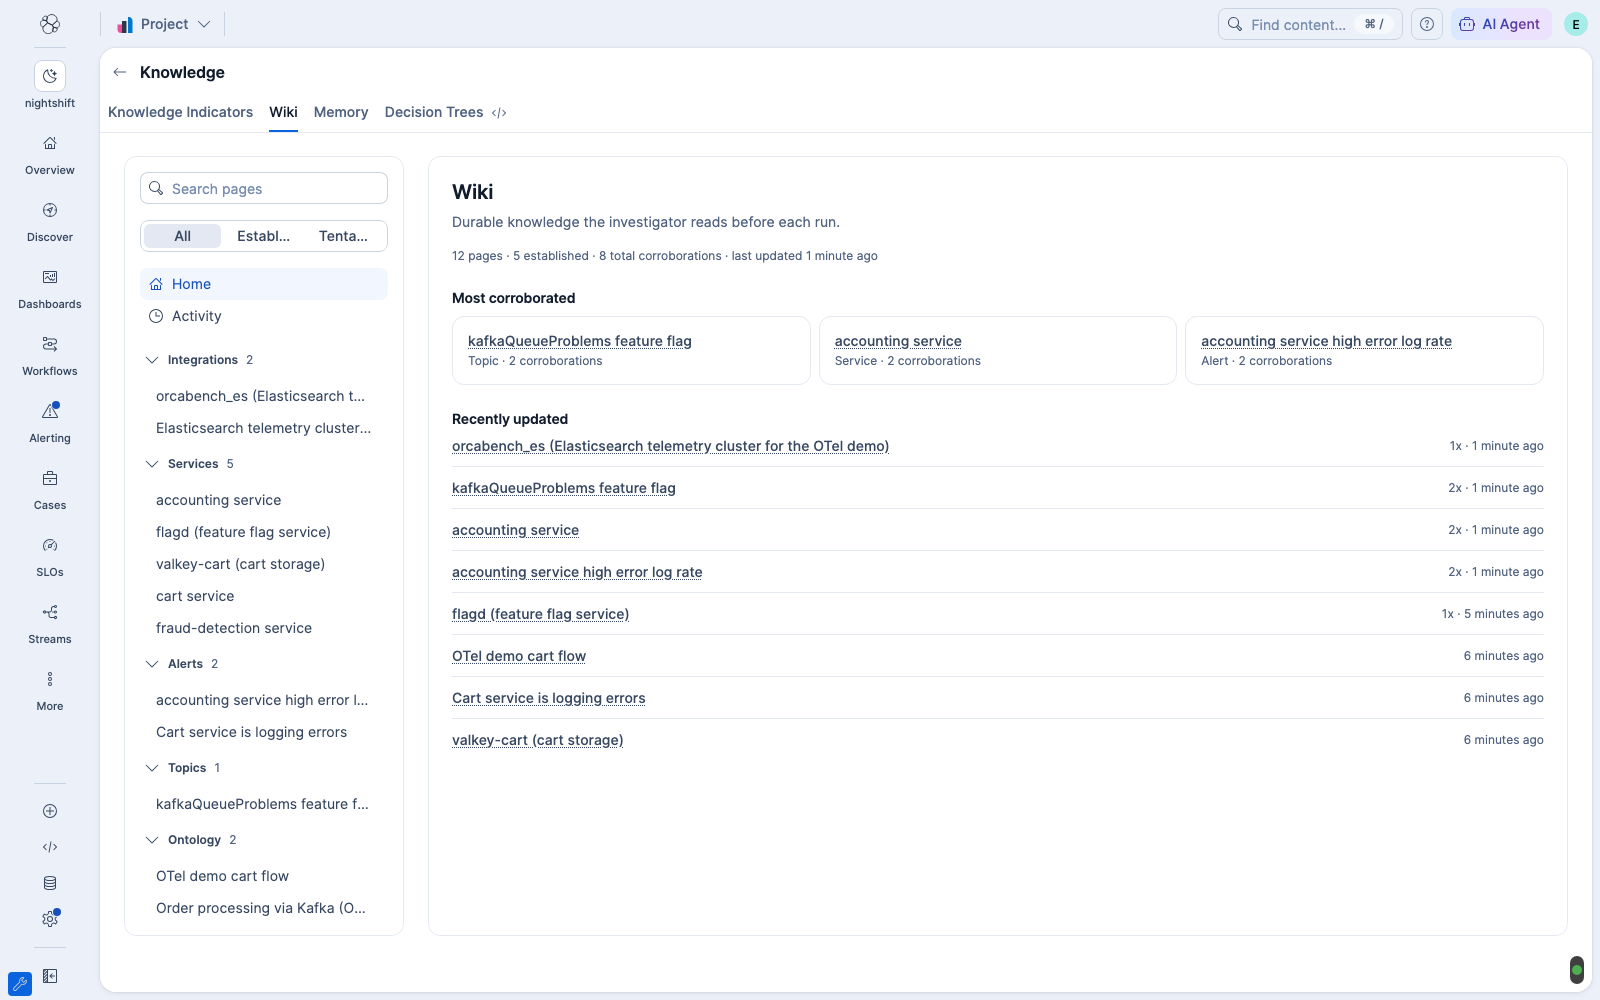 Project
Find content... ⌘ /
AI Agent
E
nightshift
Overview
Discover
Dashboards
Workflows
Alerting
Cases
SLOs
Streams
More
Knowledge
Knowledge Indicators
Wiki
Memory
Decision Trees
Search pages
All
Establ...
Tenta...
Home
Activity
Integrations 2
orcabench_es (Elasticsearch t...
Elasticsearch telemetry cluster...
Services 5
accounting service
flagd (feature flag service)
valkey-cart (cart storage)
cart service
fraud-detection service
Alerts 2
accounting service high error l...
Cart service is logging errors
Topics 1
kafkaQueueProblems feature f...
Ontology 2
OTel demo cart flow
Order processing via Kafka (O...
Wiki
Durable knowledge the investigator reads before each run.
12 pages · 5 established · 8 total corroborations · last updated 1 minute ago
Most corroborated
kafkaQueueProblems feature flag
Topic · 2 corroborations
accounting service
Service · 2 corroborations
accounting service high error log rate
Alert · 2 corroborations
Recently updated
orcabench_es (Elasticsearch telemetry cluster for the OTel demo) 1x · 1 minute ago
kafkaQueueProblems feature flag 2x · 1 minute ago
accounting service 2x · 1 minute ago
accounting service high error log rate 2x · 1 minute ago
flagd (feature flag service) 1x · 5 minutes ago
OTel demo cart flow 6 minutes ago
Cart service is logging errors 6 minutes ago
valkey-cart (cart storage) 6 minutes ago